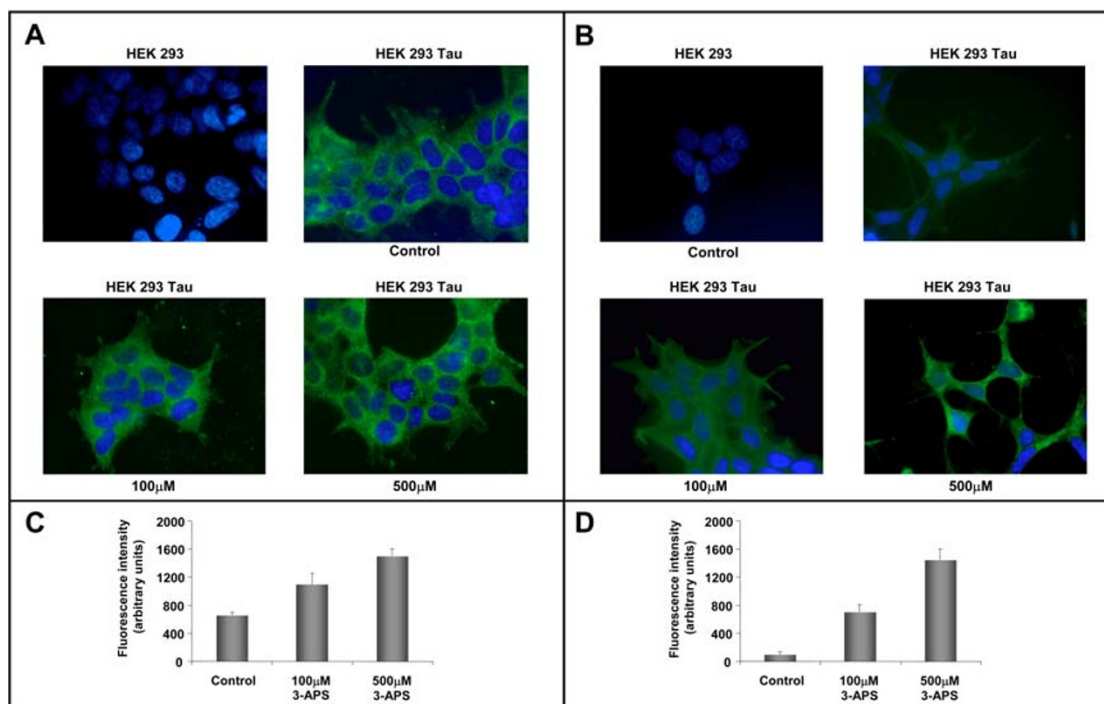 A
HEK 293
HEK 293 Tau
Control
HEK 293 Tau
HEK 293 Tau
100μM
500μM
B
HEK 293
HEK 293 Tau
Control
HEK 293 Tau
HEK 293 Tau
100μM
500μM
C
Fluorescence intensity
(arbitrary units)
2000
1600
1200
800
400
0
Control
100μM
3-APS
500μM
3-APS
D
Fluorescence intensity
(arbitrary units)
2000
1600
1200
800
400
0
Control
100μM
3-APS
500μM
3-APS